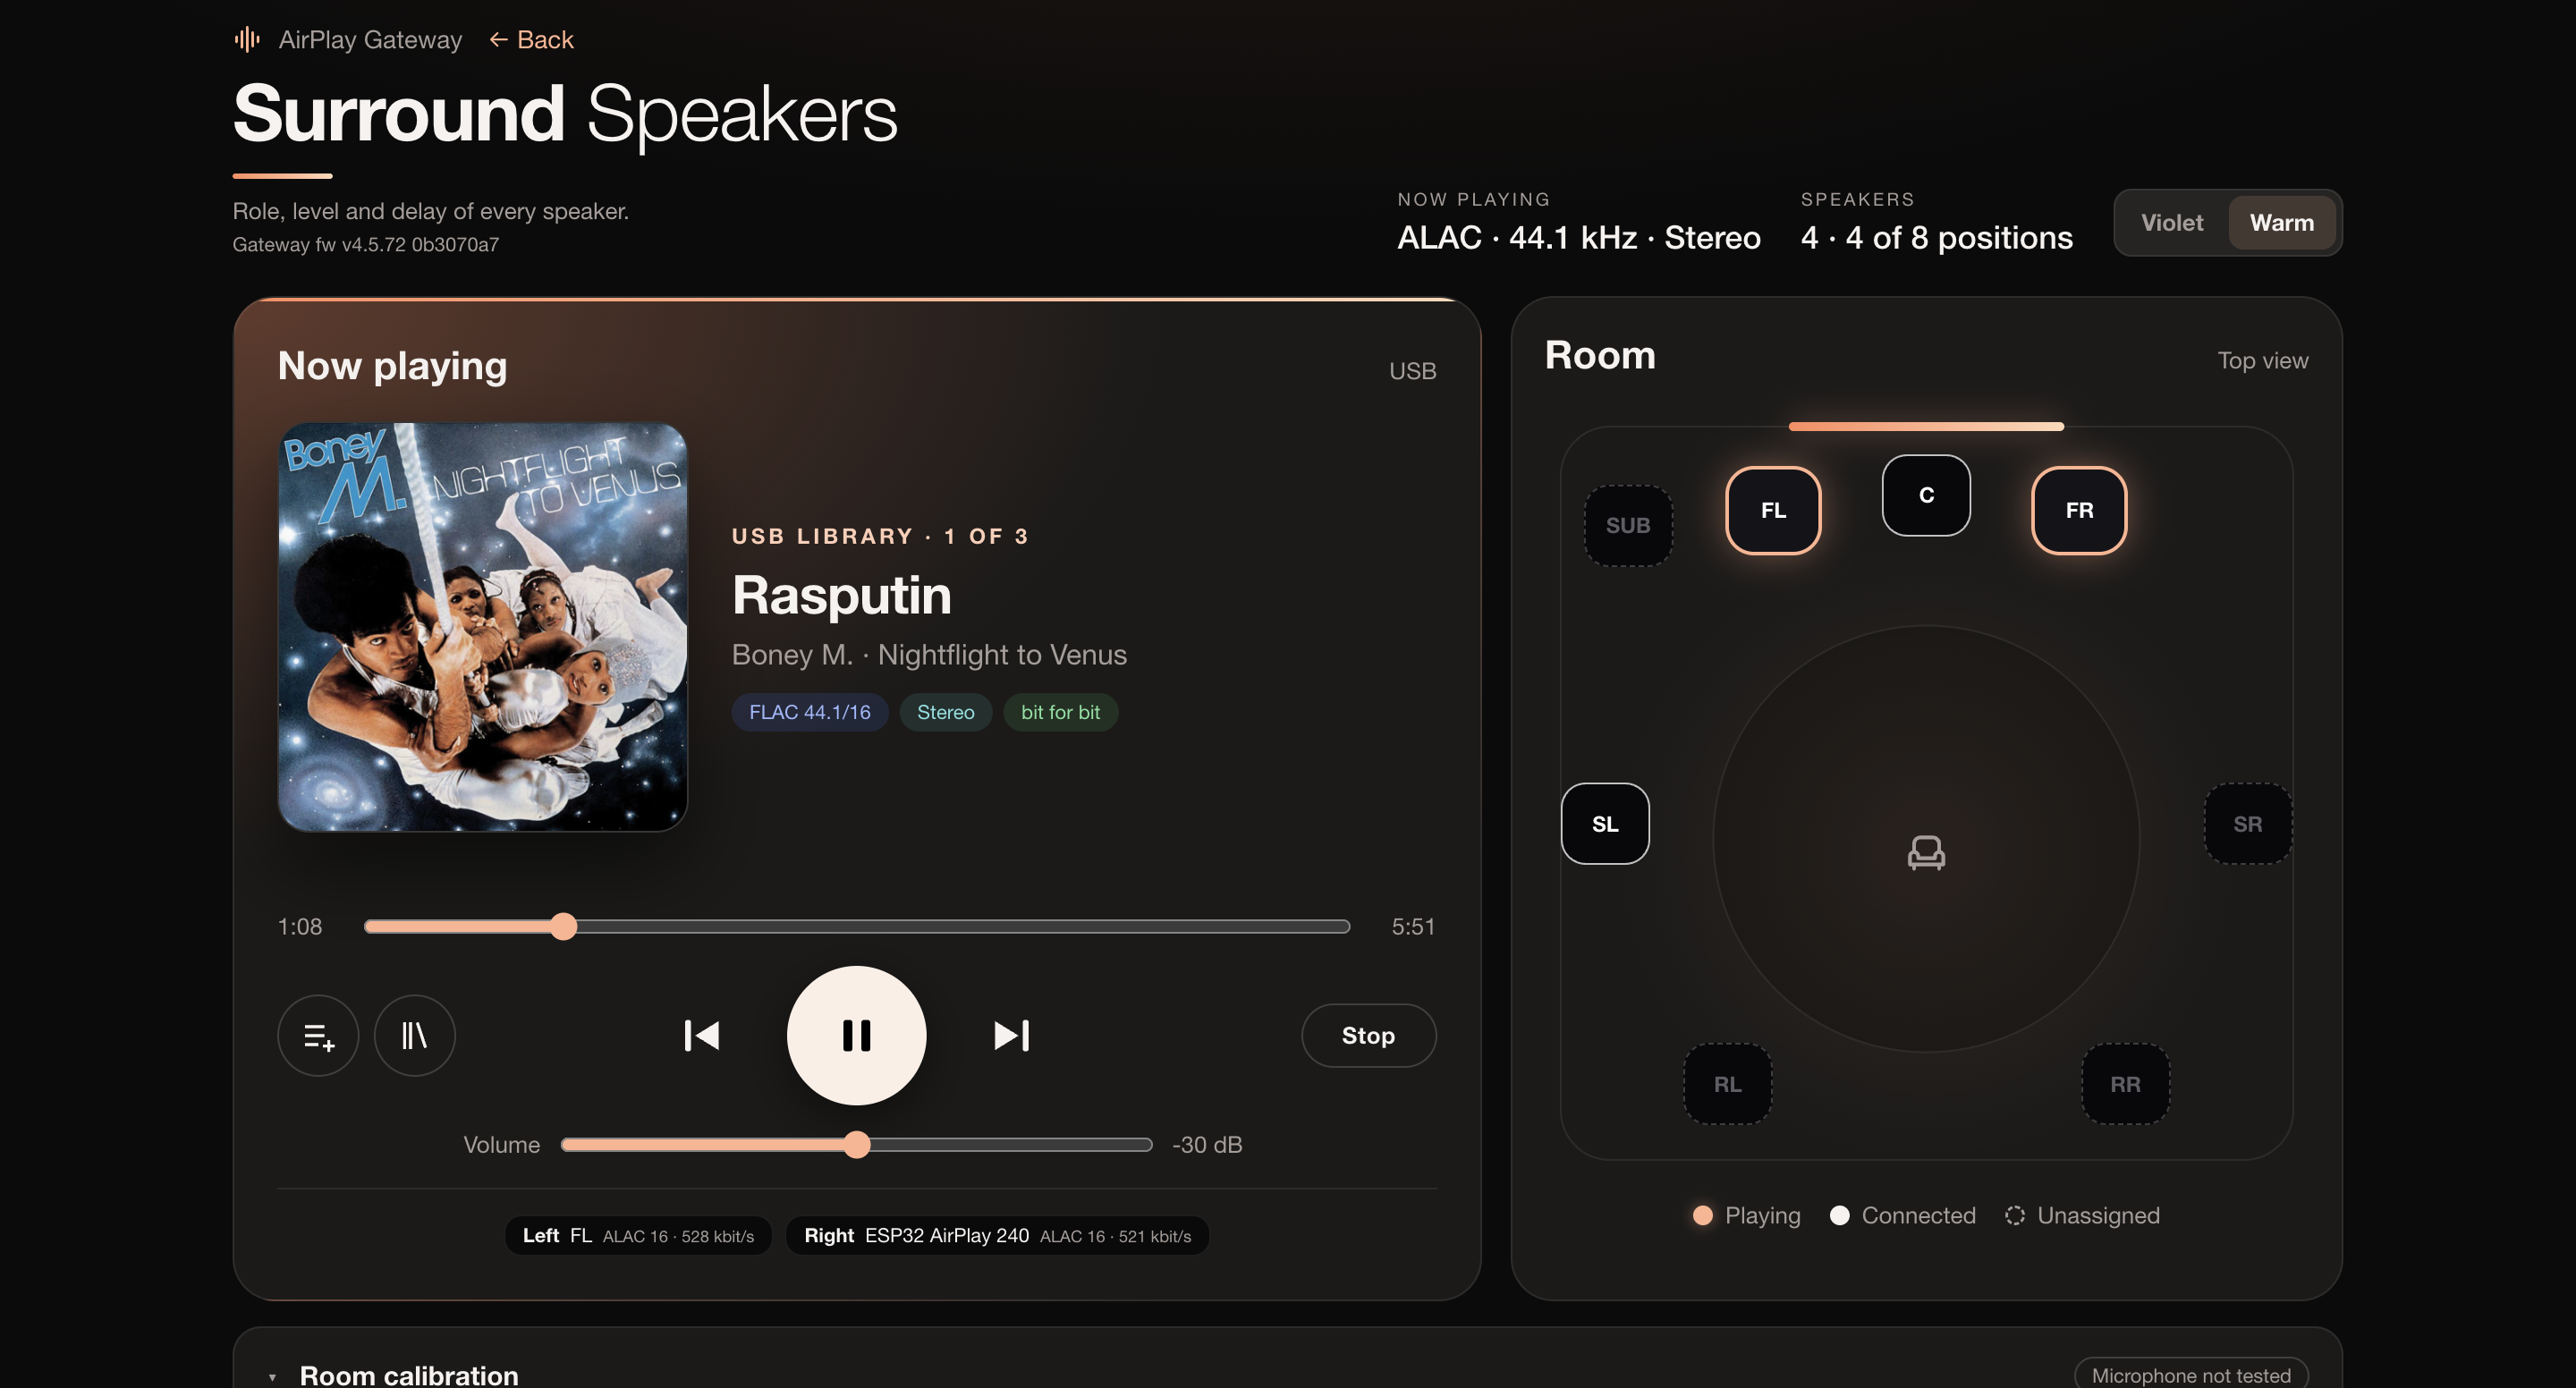 AirPlay Gateway ← Back
Surround Speakers
Role, level and delay of every speaker.
Gateway fw v4.5.72 0b3070a7
NOW PLAYING
ALAC · 44.1 kHz · Stereo
SPEAKERS
4 · 4 of 8 positions
Violet Warm
Now playing
USB
Boney M.
NIGHTFLIGHT TO VENUS
USB LIBRARY · 1 OF 3
Rasputin
Boney M. · Nightflight to Venus
FLAC 44.1/16 Stereo bit for bit
1:08 5:51
Stop
Volume -30 dB
Left FL ALAC 16 · 528 kbit/s Right ESP32 AirPlay 240 ALAC 16 · 521 kbit/s
Room
Top view
SUB FL C FR
SL SR
RL RR
Playing Connected Unassigned
Room calibration
Microphone not tested